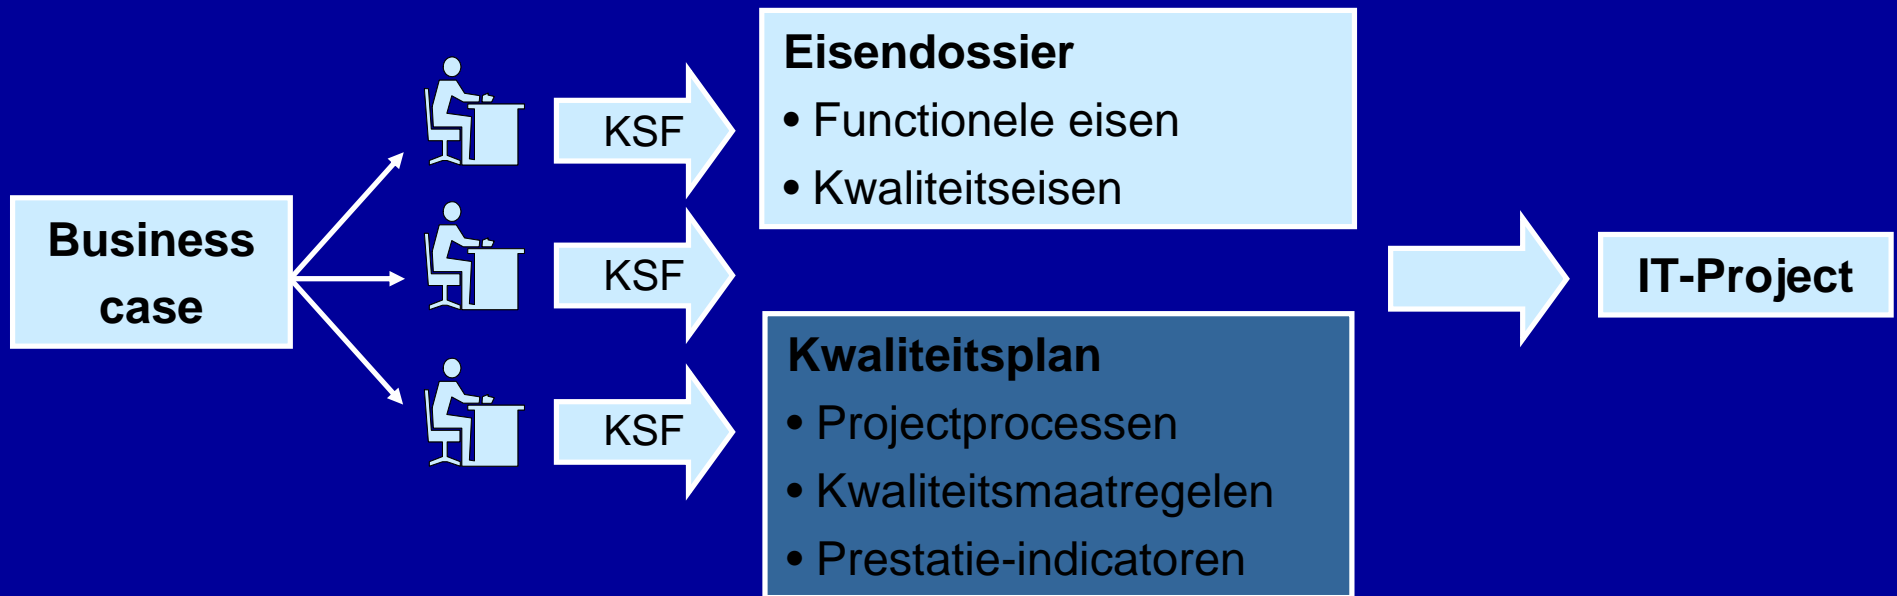 Business
case
KSF
KSF
KSF
Eisendossier
• Functionele eisen
• Kwaliteitseisen
Kwaliteitsplan
• Projectprocessen
• Kwaliteitsmaatregelen
• Prestatie-indicatoren
IT-Project